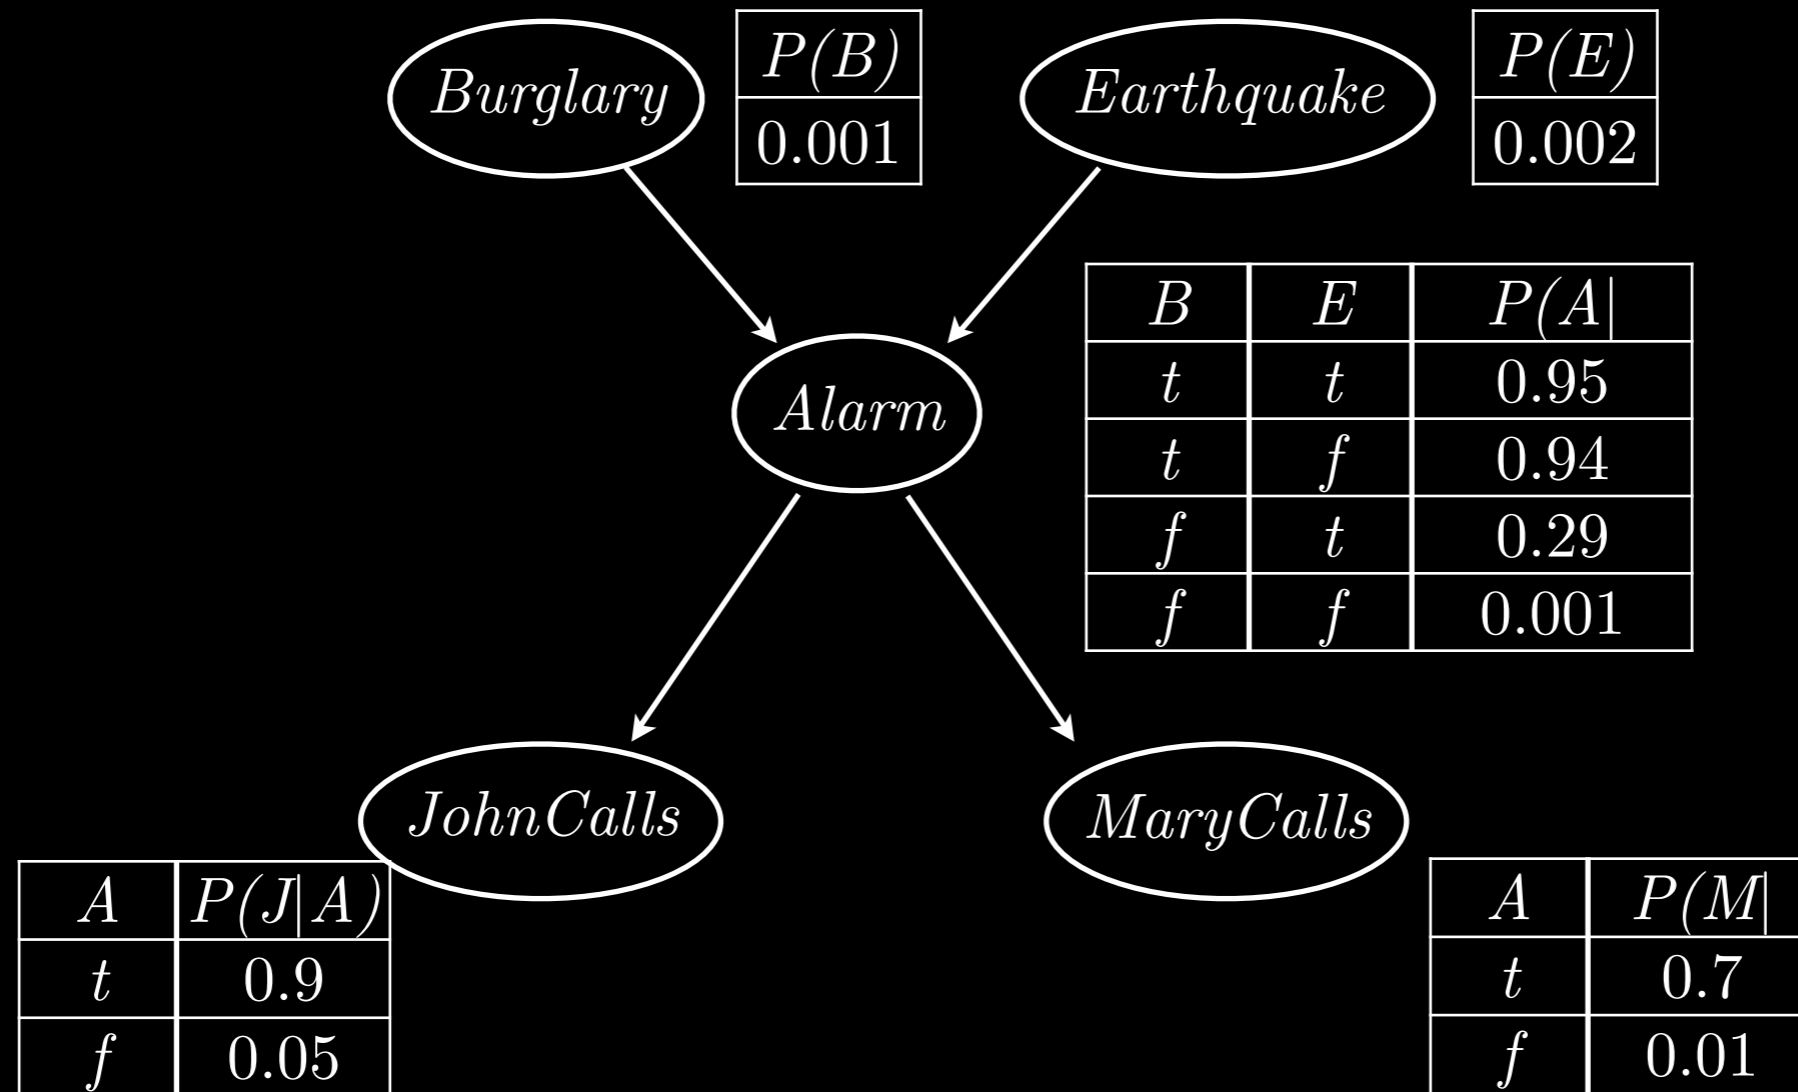 Burglary
P(B)
0.001
Earthquake
P(E)
0.002
B E P(A|
t t 0.95
t f 0.94
f t 0.29
f f 0.001
Alarm
JohnCalls
A P(J|A)
t 0.9
f 0.05
MaryCalls
A P(M|
t 0.7
f 0.01